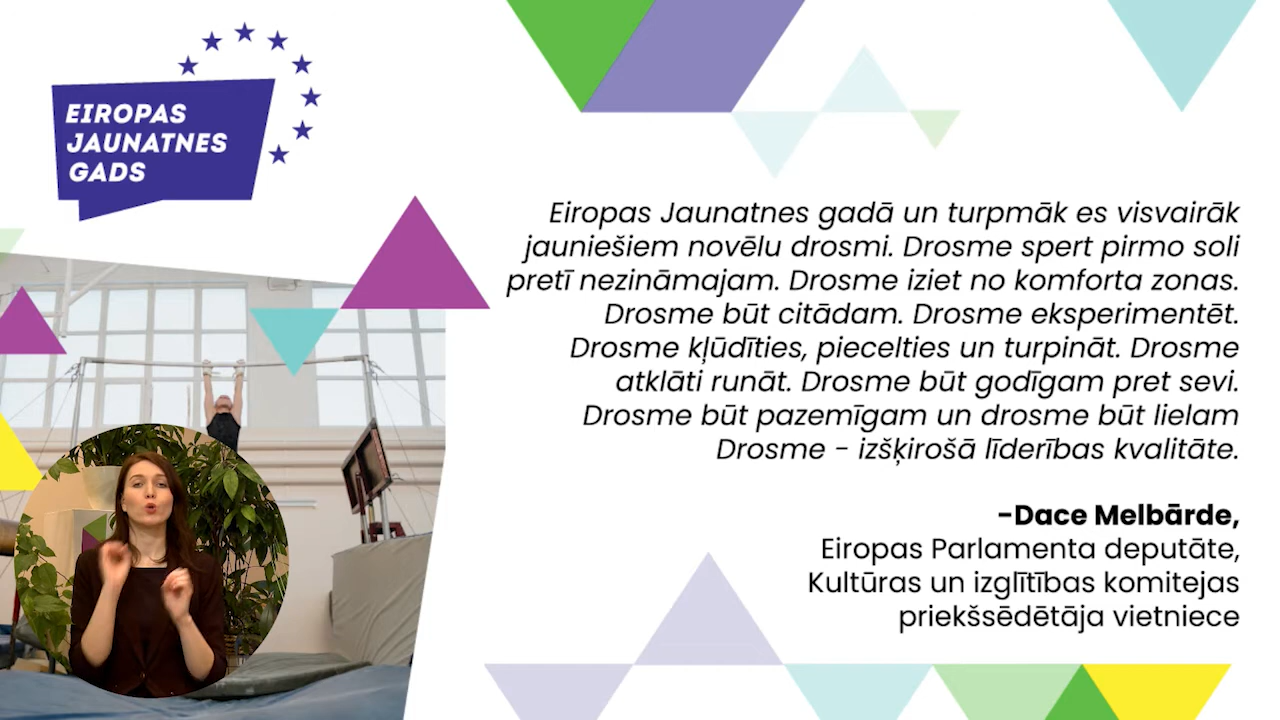 EIROPAS
JAUNATNES
GADS
Eiropas Jaunatnes gadā un turpmāk es visvairāk
jauniešiem novēlu drosmi. Drosme spert pirmo soli
pretī nezināmajam. Drosme iziet no komforta zonas.
Drosme būt citādam. Drosme eksperimentēt.
Drosme kļūdīties, piecelties un turpināt. Drosme
atklāti runāt. Drosme būt godīgam pret sevi.
Drosme būt pazemīgam un drosme būt lielam
Drosme - izšķirošā līderības kvalitāte.
-Dace Melbārde,
Eiropas Parlamenta deputāte,
Kultūras un izglītības komitejas
priekšsēdētāja vietniece